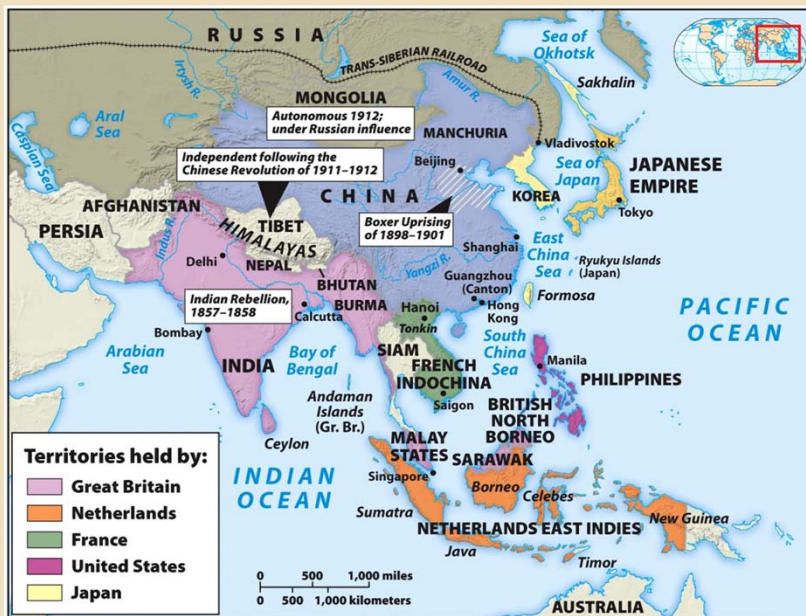 RUSSIA
Sea of
Okhotsk
TRANS-SIBERIAN RAILROAD
Irtysh R.
Amur R.
Sakhalin
MONGOLIA
Autonomous 1912;
under Russian influence
Aral
Sea
Caspian Sea
MANCHURIA
Vladivostok
Independent following the
Chinese Revolution of 1911–1912
Beijing
Sea of
Japan
JAPANESE
EMPIRE
CHINA
KOREA
AFGHANISTAN
Tokyo
PERSIA
TIBET
HIMALAYAS
Boxer Uprising
of 1898–1901
Indus R.
Shanghai
East
China
Sea
Delhi
NEPAL
Yangzi R.
Ryukyu Islands
(Japan)
BHUTAN
Guangzhou
(Canton)
BURMA
Indian Rebellion,
1857–1858
Hanoi
Hong
Kong
Formosa
PACIFIC
OCEAN
Calcutta
Tonkin
Bombay
SIAM
South
China
Sea
Arabian
Sea
INDIA
Bay of
Bengal
FRENCH
INDOCHINA
Manila
PHILIPPINES
Andaman
Islands
(Gr. Br.)
Saigon
BRITISH
NORTH
BORNEO
Ceylon
MALAY
STATES
SARAWAK
Singapore
Borneo
Celebes
INDIAN
OCEAN
Sumatra
New Guinea
NETHERLANDS EAST INDIES
Java
Timor
AUSTRALIA
Territories held by:
Great Britain
Netherlands
France
United States
Japan
0 500 1,000 miles
0 500 1,000 kilometers